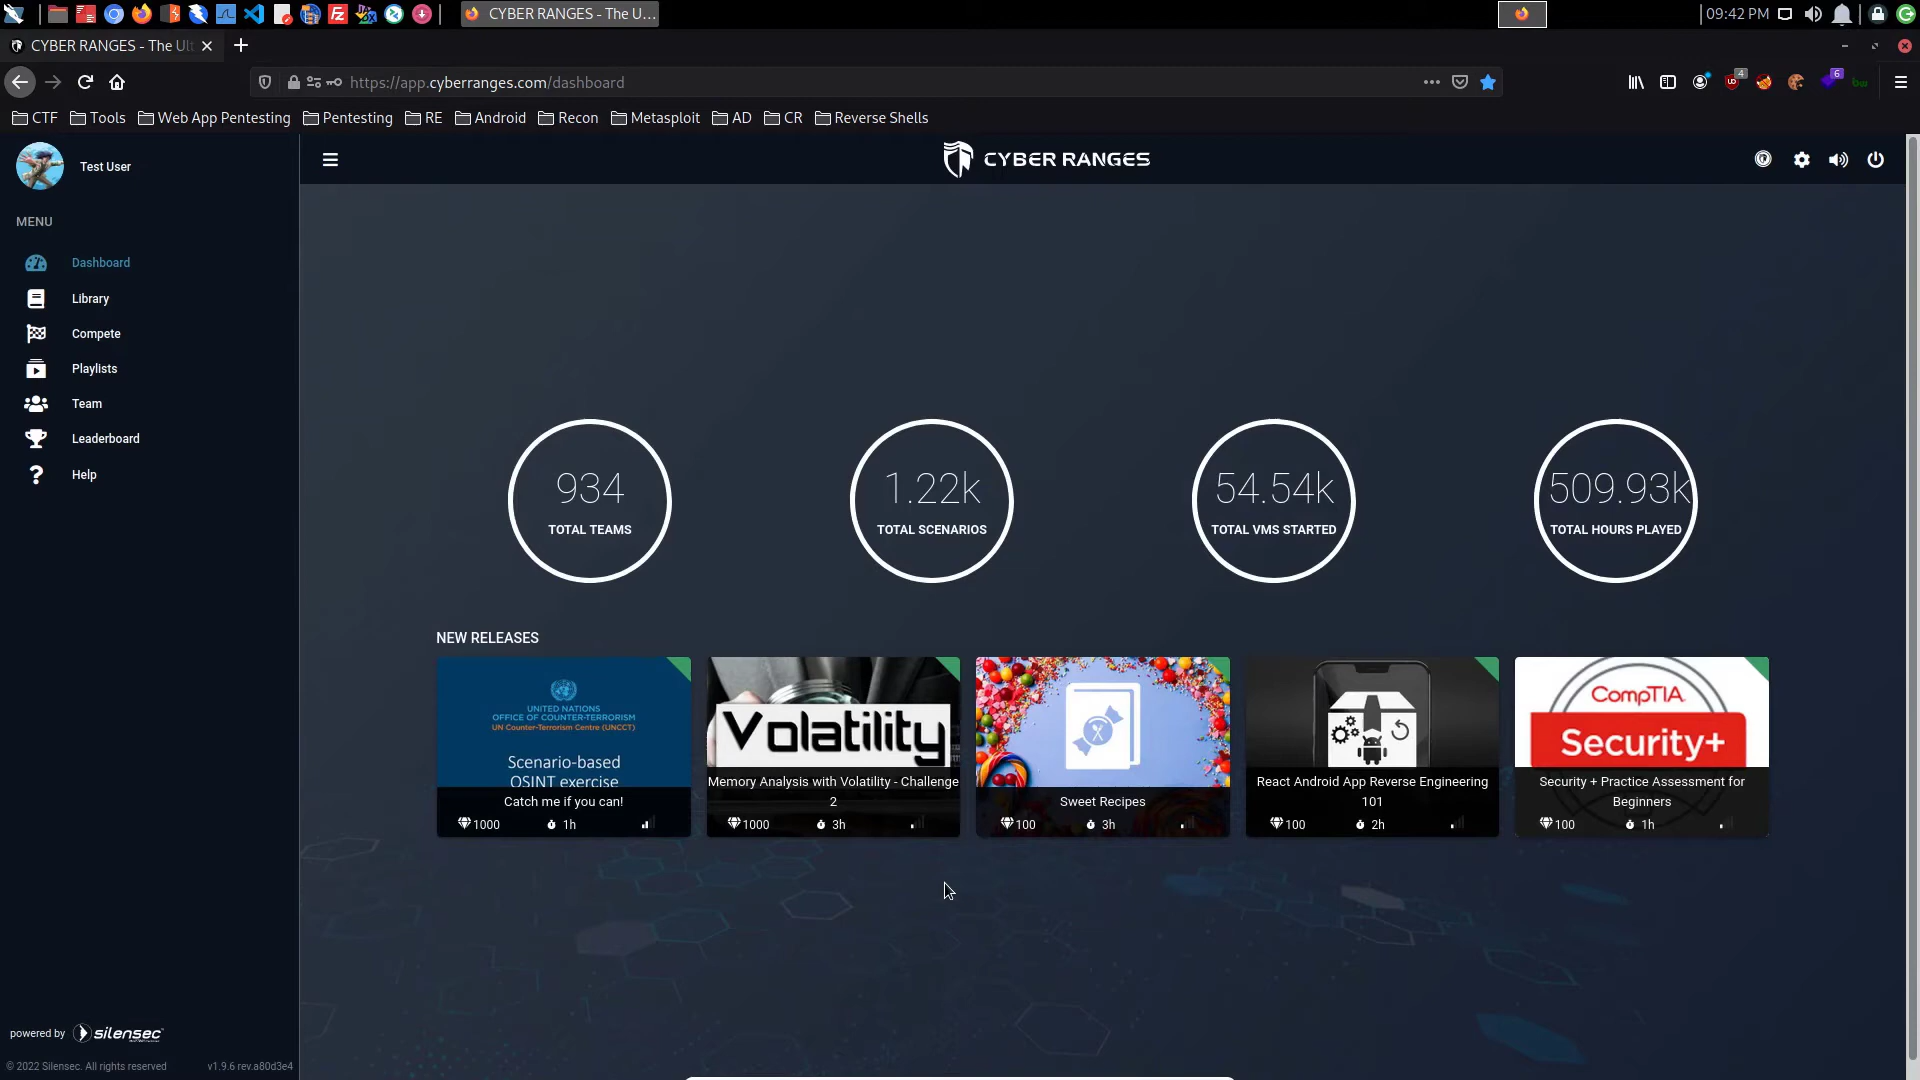 CYBER RANGES - The U...
09:42 PM
CYBER RANGES - The Ult
https://app.cyberranges.com/dashboard
4
6
CTF
Tools
Web App Pentesting
Pentesting
RE
Android
Recon
Metasploit
AD
CR
Reverse Shells
Test User
CYBER RANGES
MENU
Dashboard
Library
Compete
Playlists
Team
Leaderboard
Help
934
TOTAL TEAMS
1.22k
TOTAL SCENARIOS
54.54k
TOTAL VMS STARTED
509.93k
TOTAL HOURS PLAYED
NEW RELEASES
UNITED NATIONS
OFFICE OF COUNTER-TERRORISM
UN Counter-Terrorism Centre (UNCCT)
Scenario-based
OSINT exercise
Catch me if you can!
1000
1h
Volatility
Memory Analysis with Volatility - Challenge
2
1000
3h
Sweet Recipes
100
3h
React Android App Reverse Engineering
101
100
2h
CompTIA.
Security+
Security + Practice Assessment for
Beginners
100
1h
powered by silensec
© 2022 Silensec. All rights reserved
v1.9.6 rev.a80d3e4